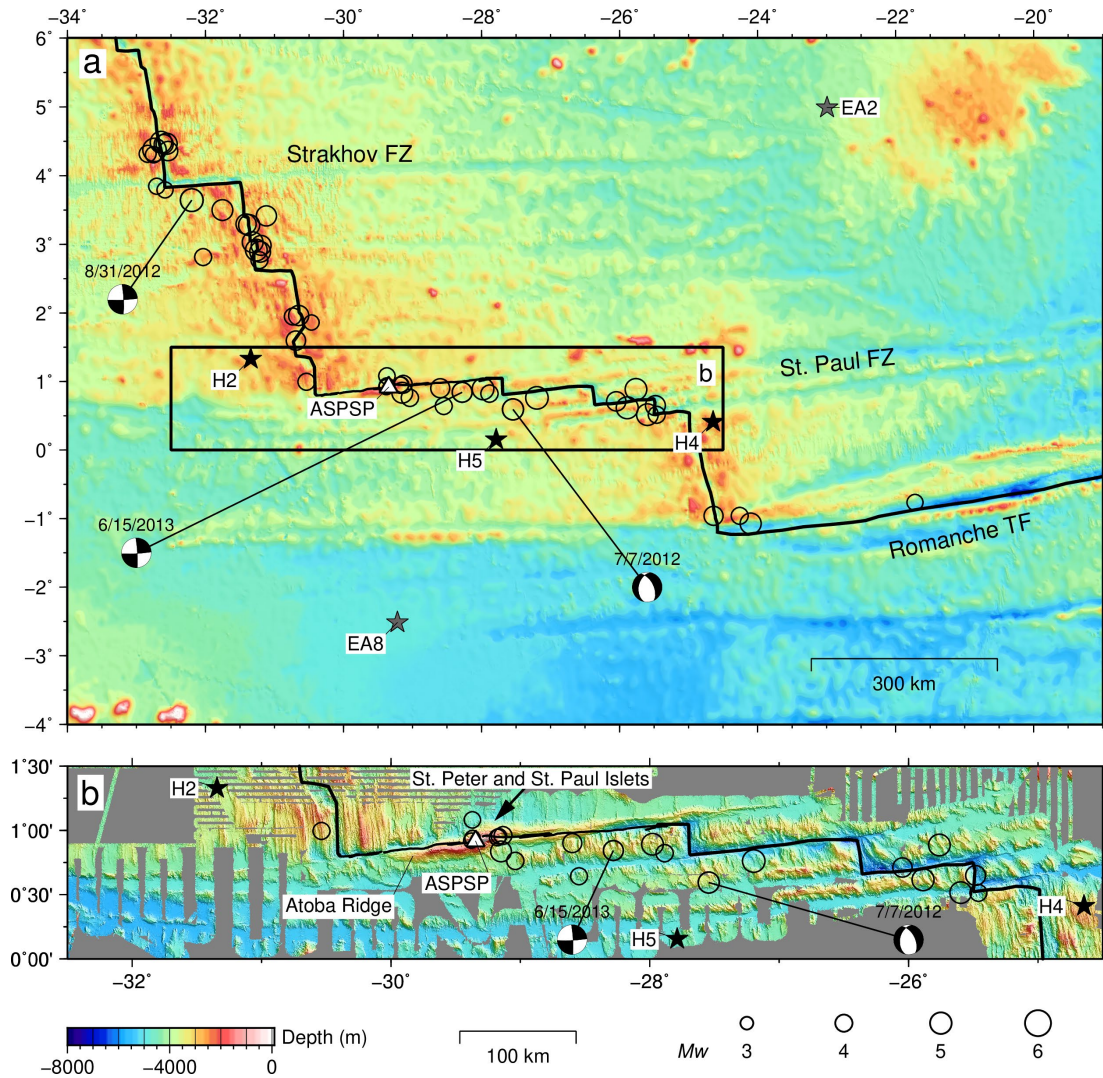 −34 −32 −30 −28 −26 −24 −22 −20
6˚
a
5˚
EA2
4˚
Strakhov FZ
3˚
8/31/2012
2˚
H2
St. Paul FZ
1˚
b
ASPSP
H4
0˚
H5
6/15/2013
−1˚
Romanche TF
7/7/2012
−2˚
EA8
−3˚
300 km
−4˚
1˚30'
b
H2
St. Peter and St. Paul Islets
1˚00'
ASPSP
0˚30'
Atoba Ridge
6/15/2013
7/7/2012
H4
H5
0˚00'
−32 −30 −28 −26
Depth (m)
−8000 −4000 0
100 km
Mw 3 4 5 6